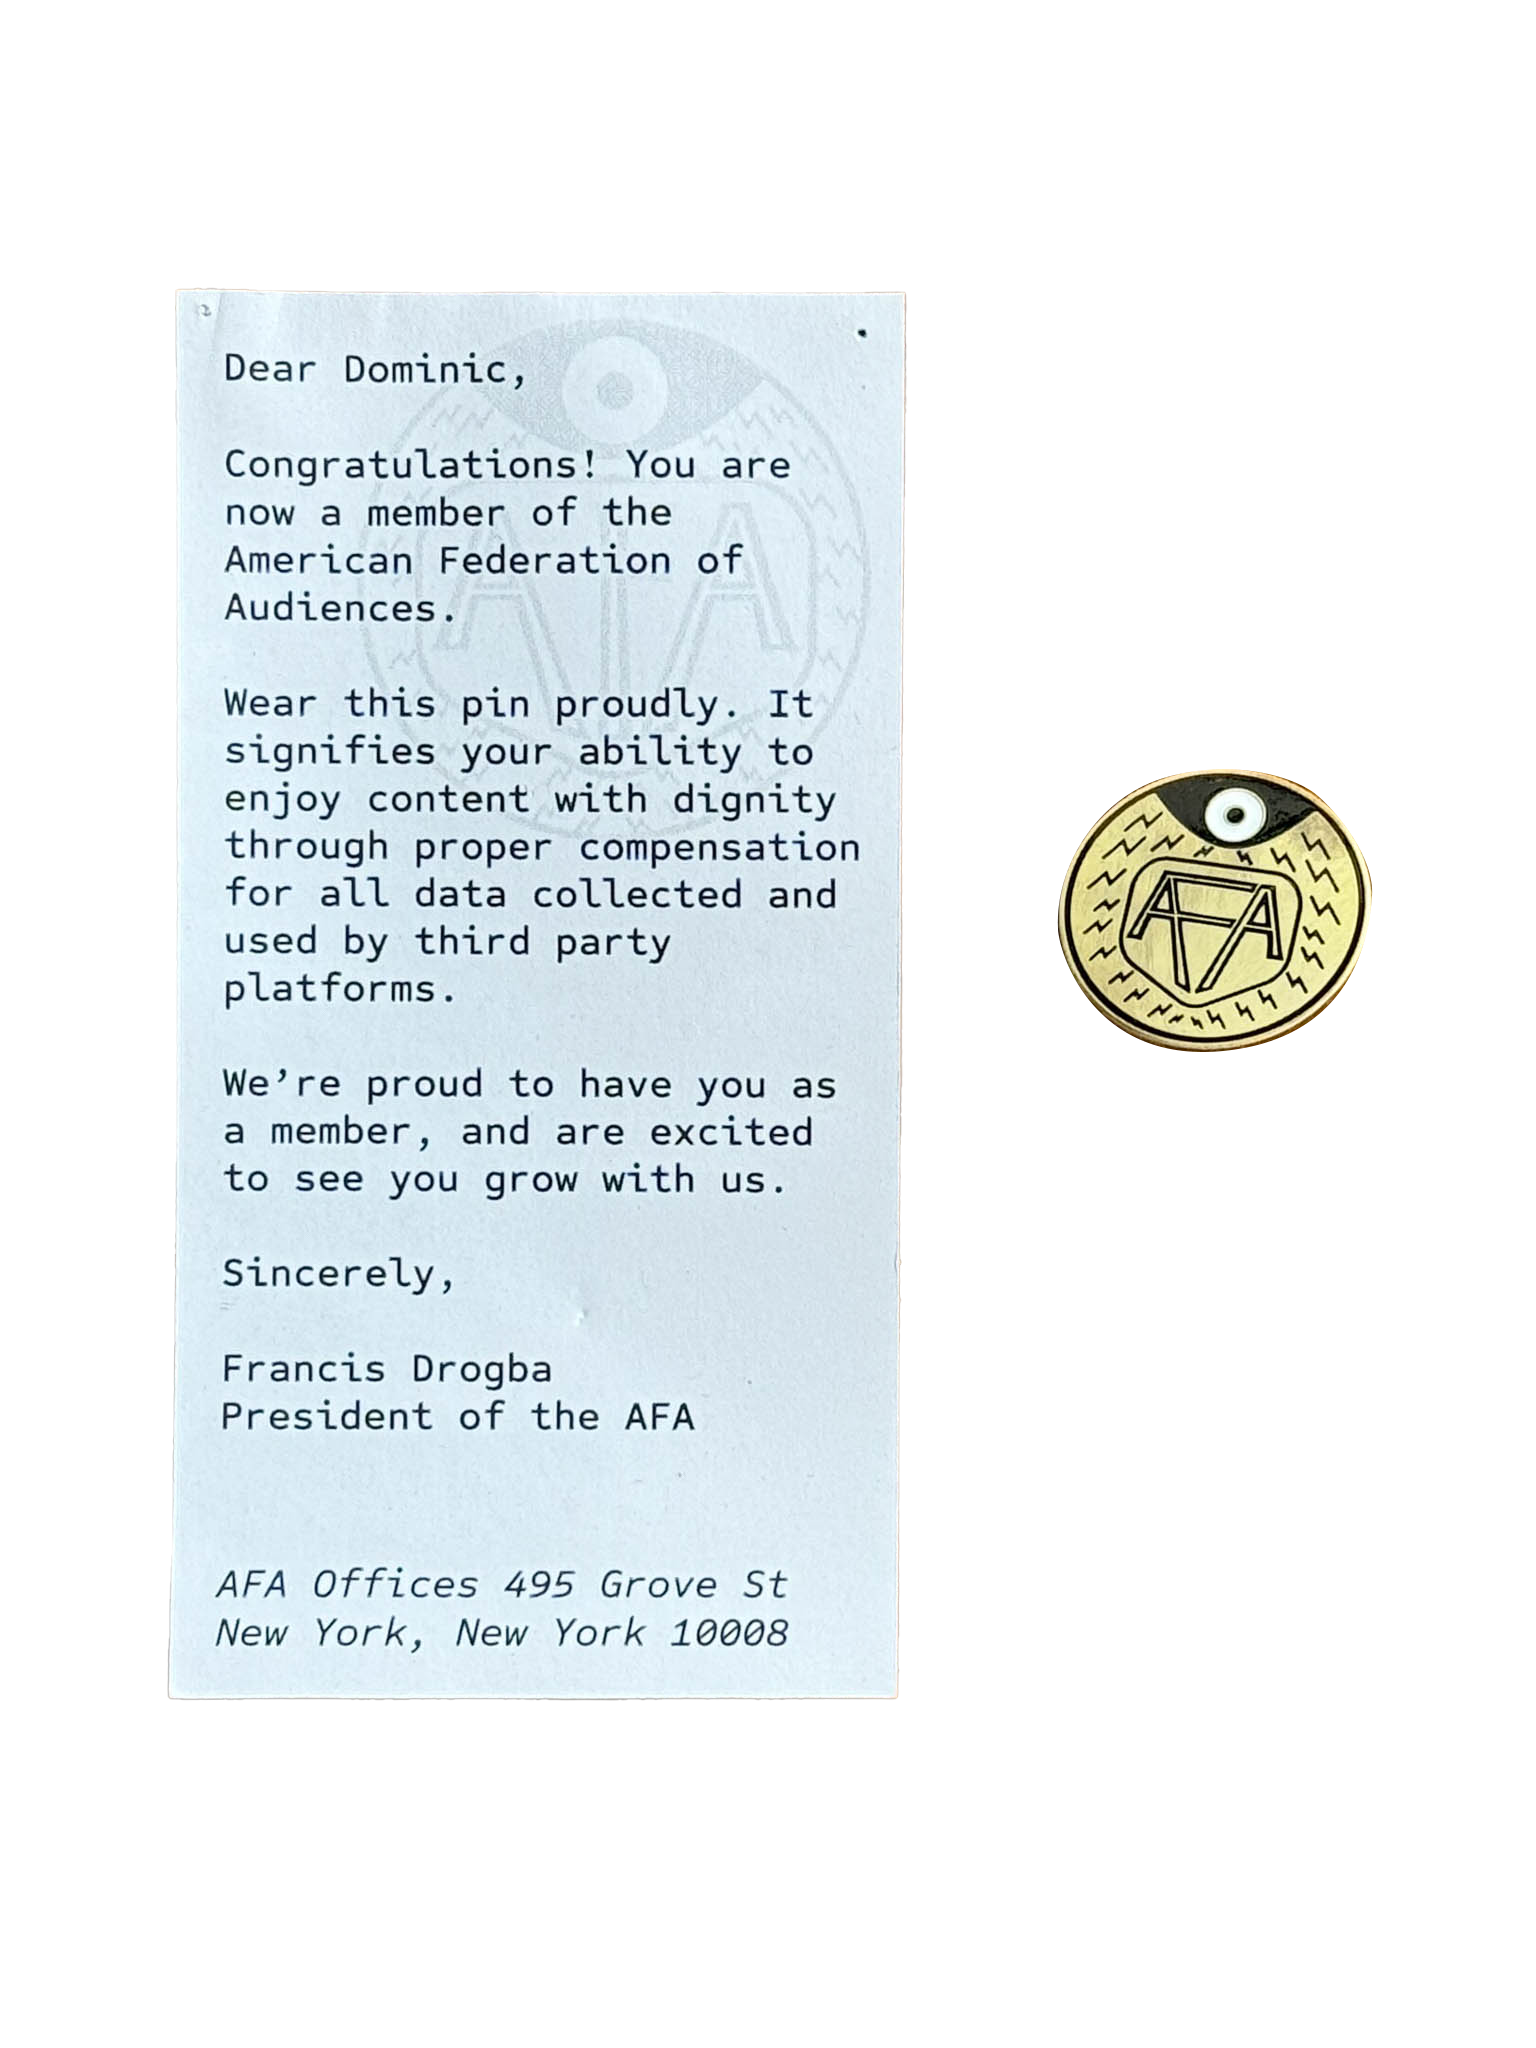 Dear Dominic,
Congratulations! You are
now a member of the
American Federation of
Audiences.
Wear this pin proudly. It
signifies your ability to
enjoy content with dignity
through proper compensation
for all data collected and
used by third party
platforms.
We’re proud to have you as
a member, and are excited
to see you grow with us.
Sincerely,
Francis Drogba
President of the AFA
AFA Offices 495 Grove St
New York, New York 10008
AFA
AFA